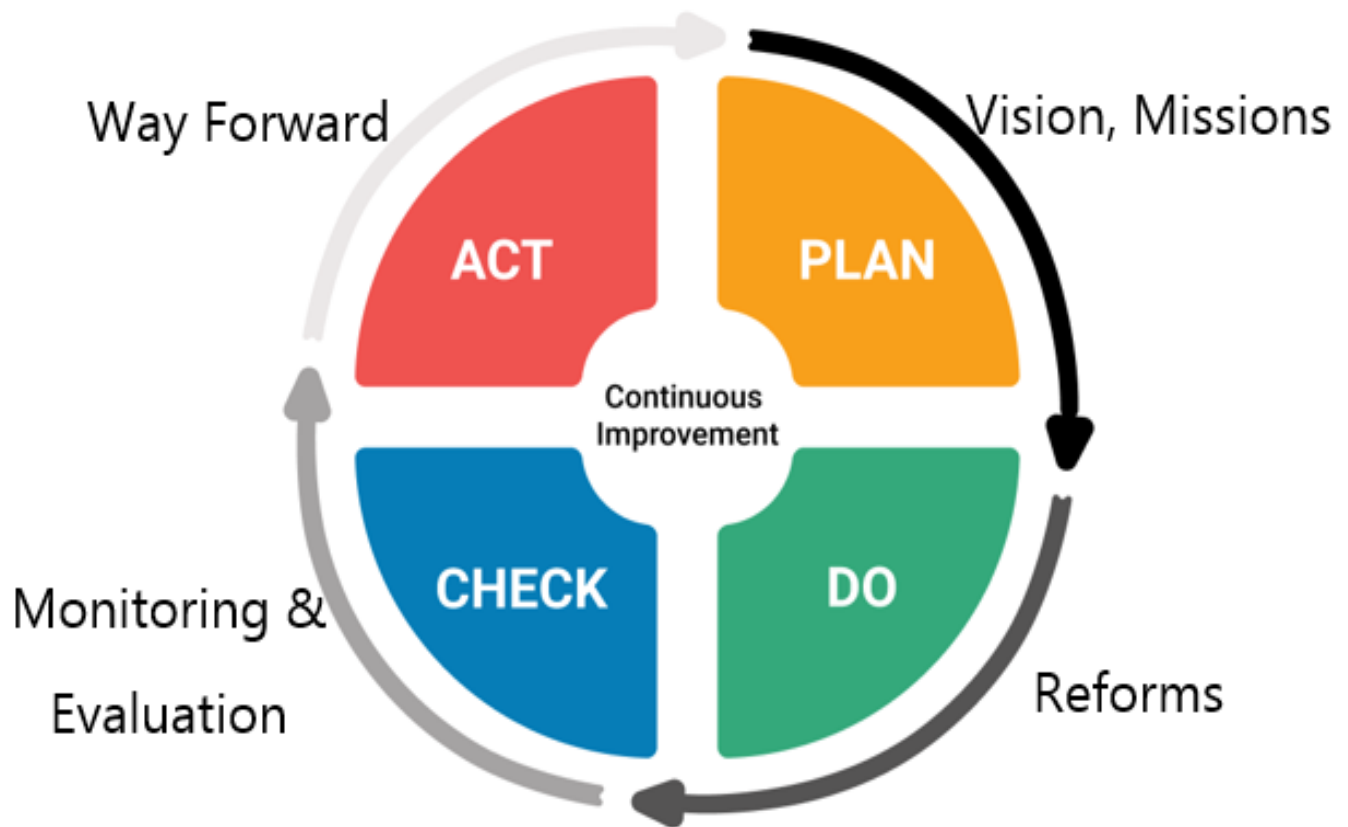 Way Forward
Vision, Missions
ACT
PLAN
Continuous
Improvement
CHECK
DO
Monitoring &
Evaluation
Reforms